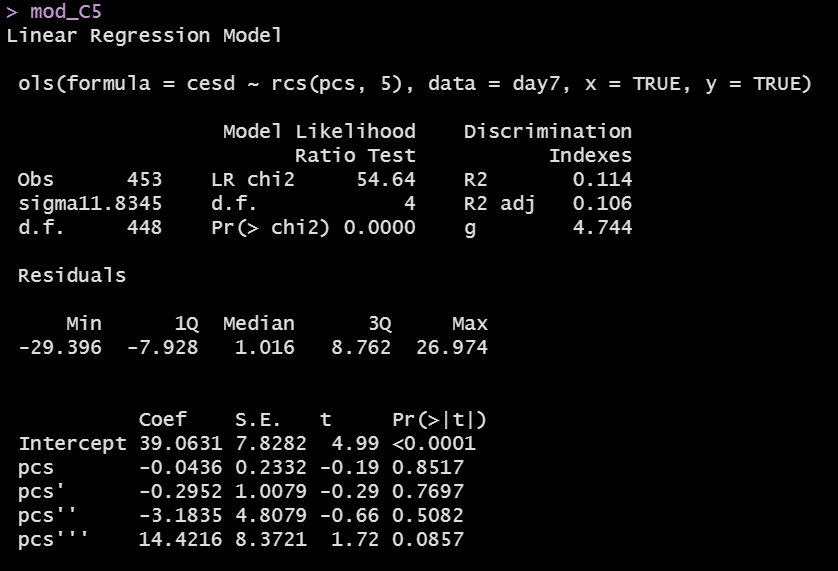 > mod_C5
Linear Regression Model

 ols(formula = cesd ~ rcs(pcs, 5), data = day7, x = TRUE, y = TRUE)

                  Model Likelihood    Discrimination
                        Ratio Test           Indexes
 Obs      453    LR chi2     54.64    R2       0.114
 sigma11.8345    d.f.            4    R2 adj   0.106
 d.f.     448    Pr(> chi2) 0.0000    g        4.744

 Residuals

     Min      1Q  Median      3Q     Max
 -29.396  -7.928   1.016   8.762  26.974


           Coef    S.E.   t     Pr(>|t|)
 Intercept 39.0631 7.8282  4.99 <0.0001
 pcs       -0.0436 0.2332 -0.19 0.8517
 pcs'      -0.2952 1.0079 -0.29 0.7697
 pcs''     -3.1835 4.8079 -0.66 0.5082
 pcs'''    14.4216 8.3721  1.72 0.0857